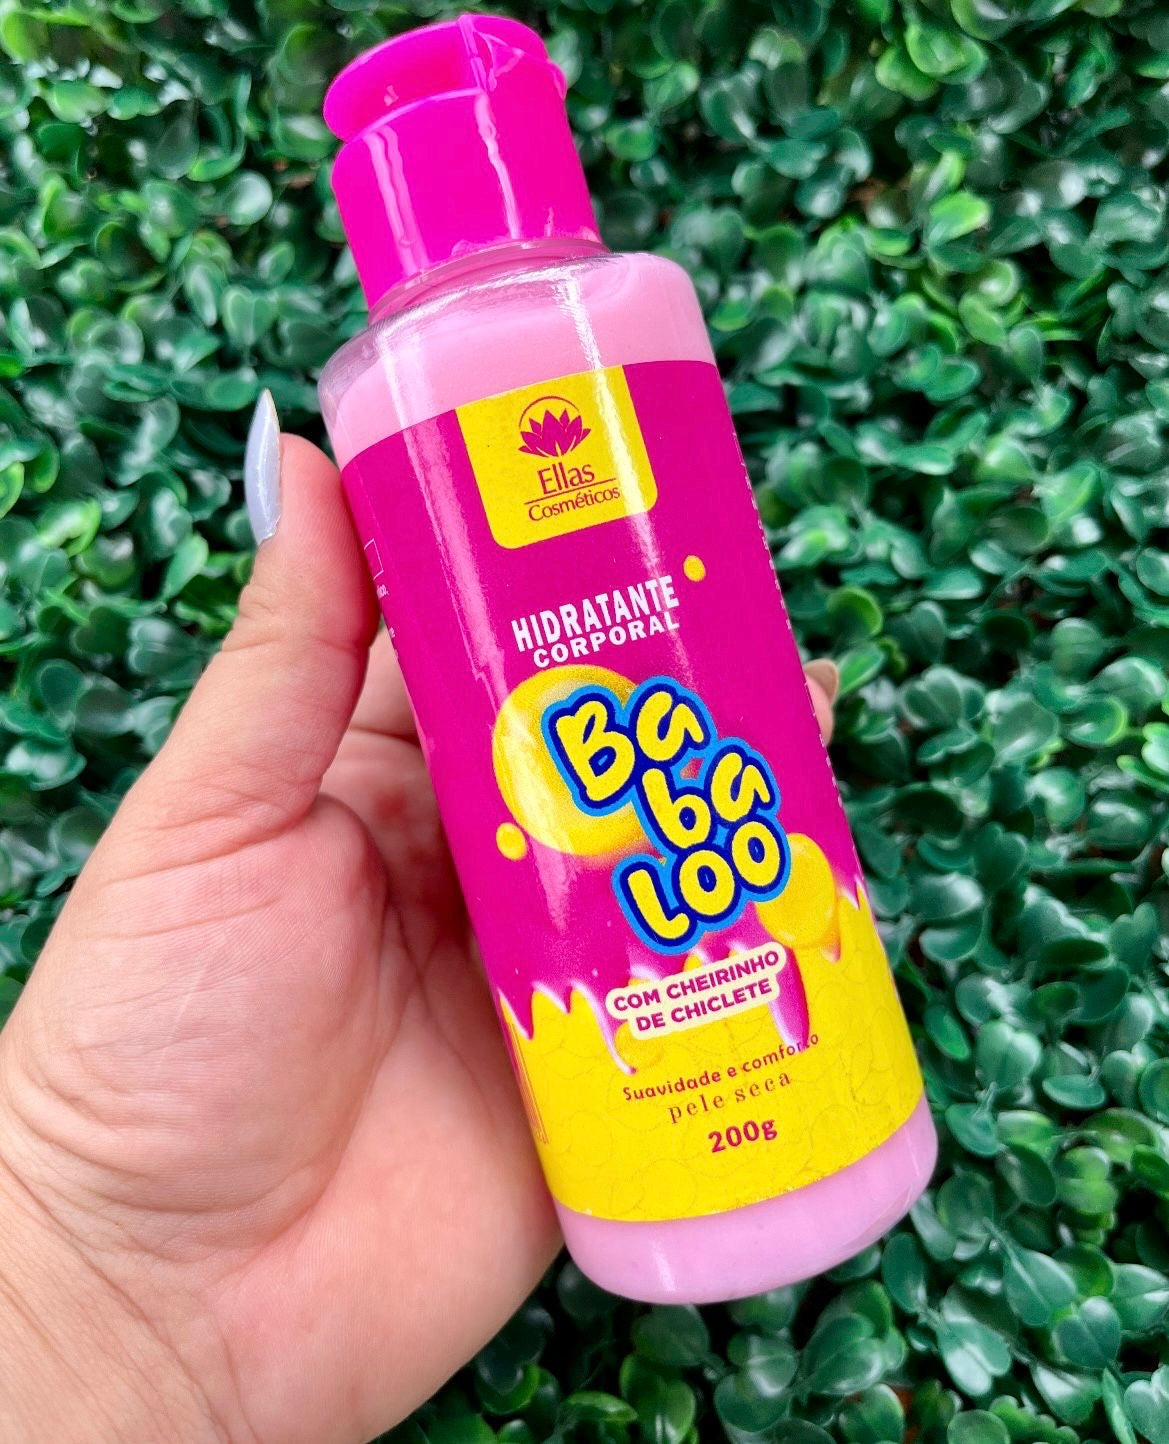 Ellas
Cosméticos
HIDRATANTE
CORPORAL
Ba
ba
LOO
COM CHEIRINHO
DE CHICLETE
Suavidade e conforto
pele seca
200g